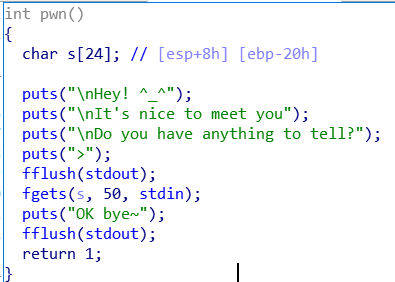 int pwn()
{
char s[24]; // [esp+8h] [ebp-20h]
puts("\nHey! ^_^");
puts("\nIt's nice to meet you");
puts("\nDo you have anything to tell?");
puts(">");
fflush(stdout);
fgets(s, 50, stdin);
puts("OK bye~");
fflush(stdout);
return 1;
}